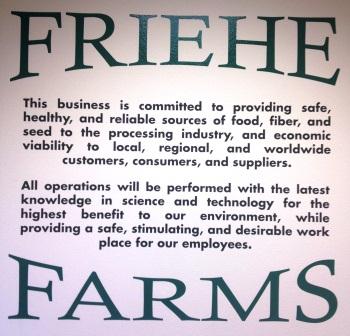 FRIEHE
This business is committed to providing safe,
healthy, and reliable sources of food, fiber, and
seed to the processing industry, and economic
viability to local, regional, and worldwide
customers, consumers, and suppliers.
All operations will be performed with the latest
knowledge in science and technology for the
highest benefit to our environment, while
providing a safe, stimulating, and desirable work
place for our employees.
FARMS